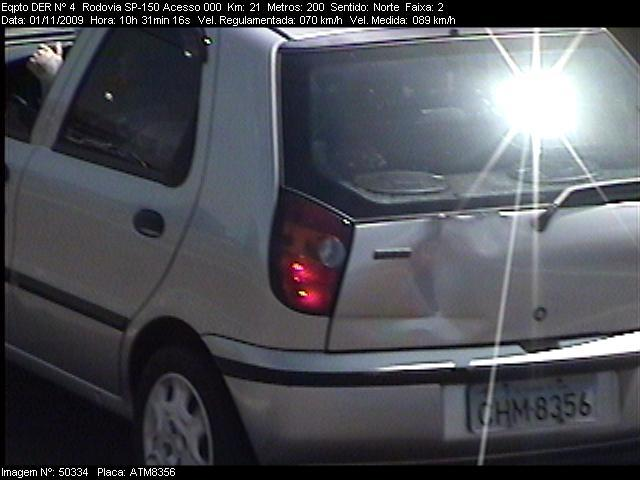 Eqpto DER Nº 4 Rodovia SP-150 Acesso 000 Km: 21 Metros: 200 Sentido: Norte Faixa: 2
Data: 01/11/2009 Hora: 10h 31min 16s Vel. Regulamentada: 070 km/h Vel. Medida: 089 km/h
CHM-8356
Imagem Nº: 50334 Placa: ATM8356